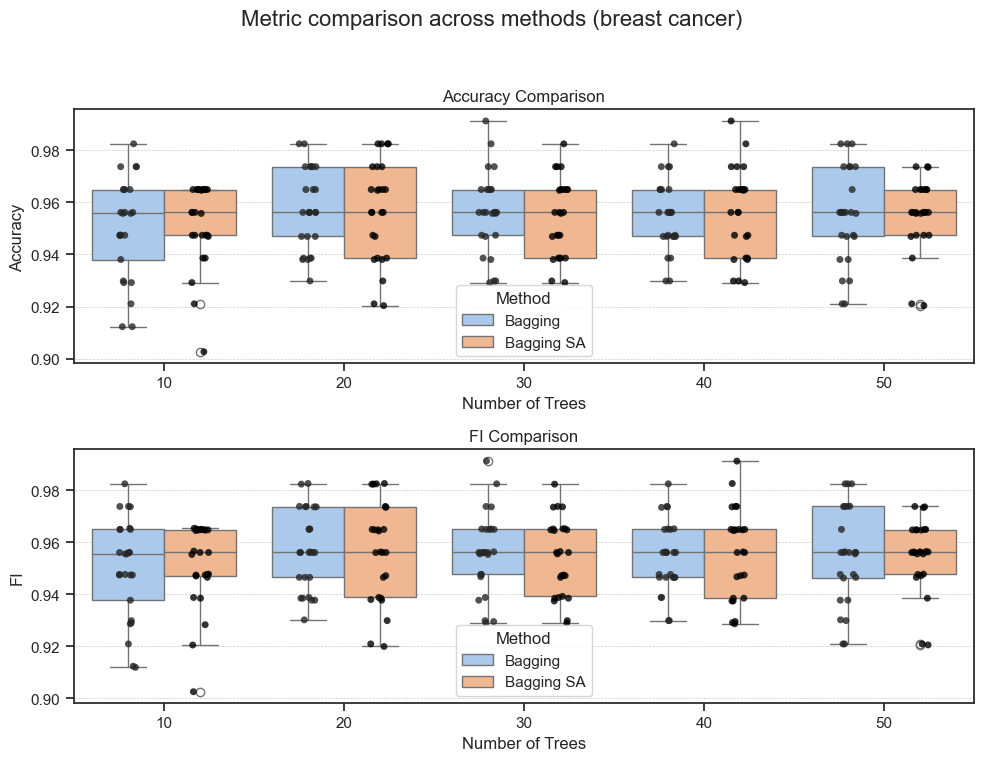 Metric comparison across methods (breast cancer)
Accuracy Comparison
Accuracy
0.98
0.96
0.94
0.92
0.90
Method
Bagging
Bagging SA
10
20
30
40
50
Number of Trees
FI Comparison
FI
0.98
0.96
0.94
0.92
0.90
Method
Bagging
Bagging SA
10
20
30
40
50
Number of Trees